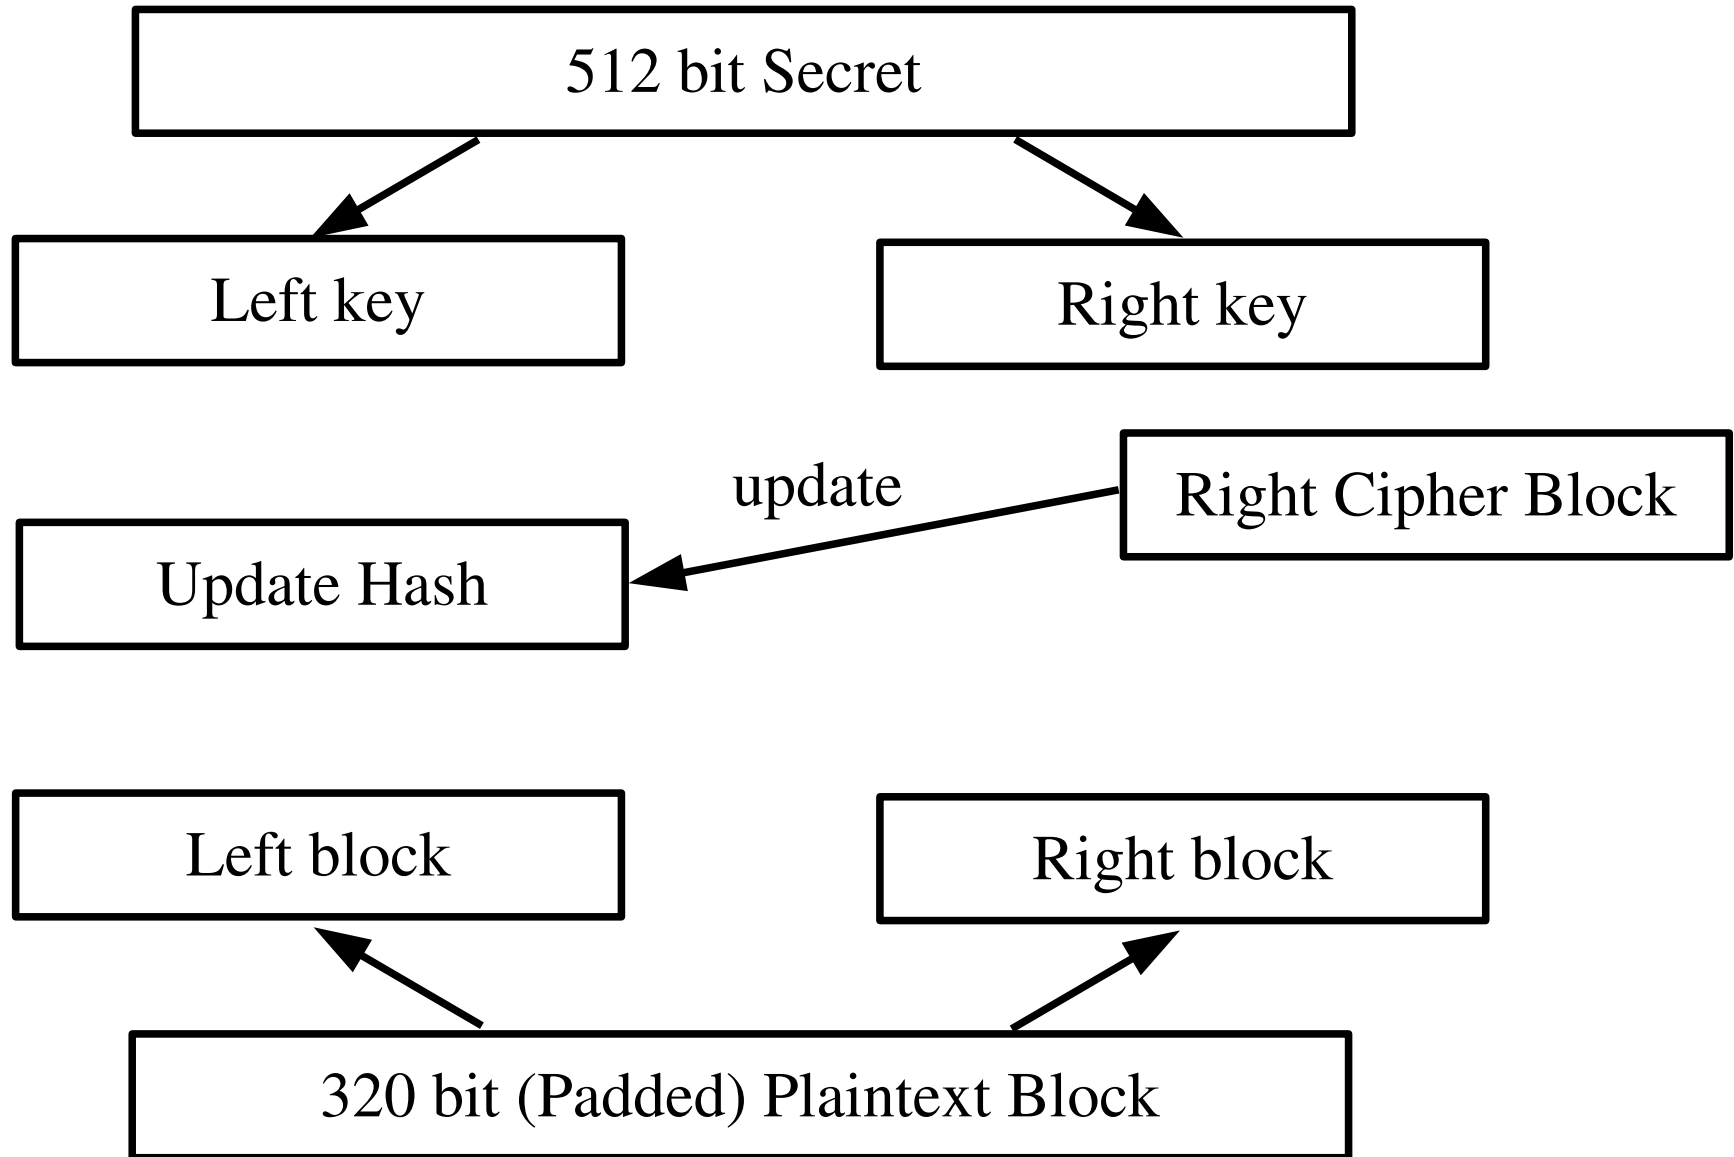 512 bit Secret
Left key
Right key
update
Right Cipher Block
Update Hash
Left block
Right block
320 bit (Padded) Plaintext Block